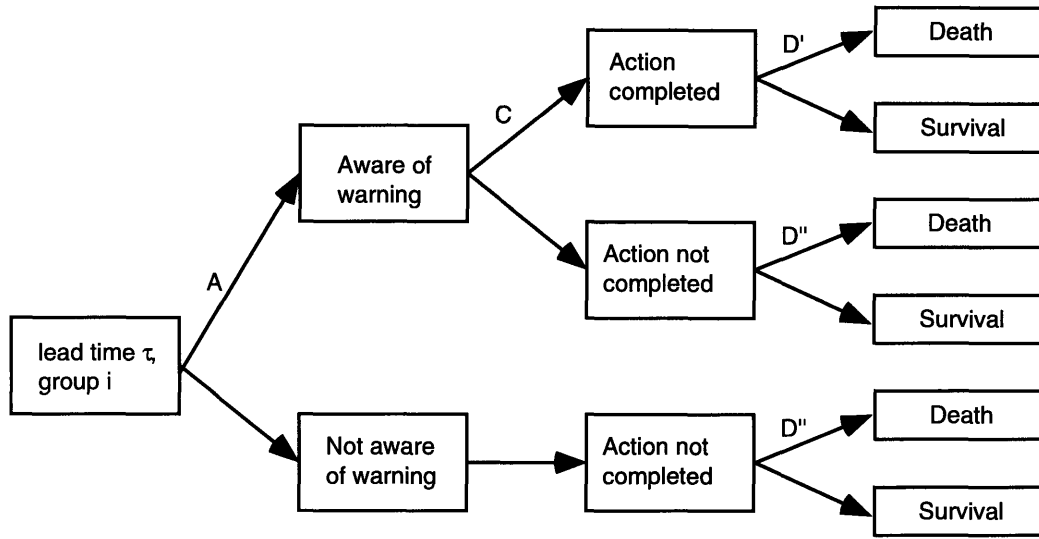 lead time τ,
group i
A
Aware of
warning
Not aware
of warning
C
Action
completed
Action not
completed
Action not
completed
D'
Death
Survival
D"
Death
Survival
D"
Death
Survival